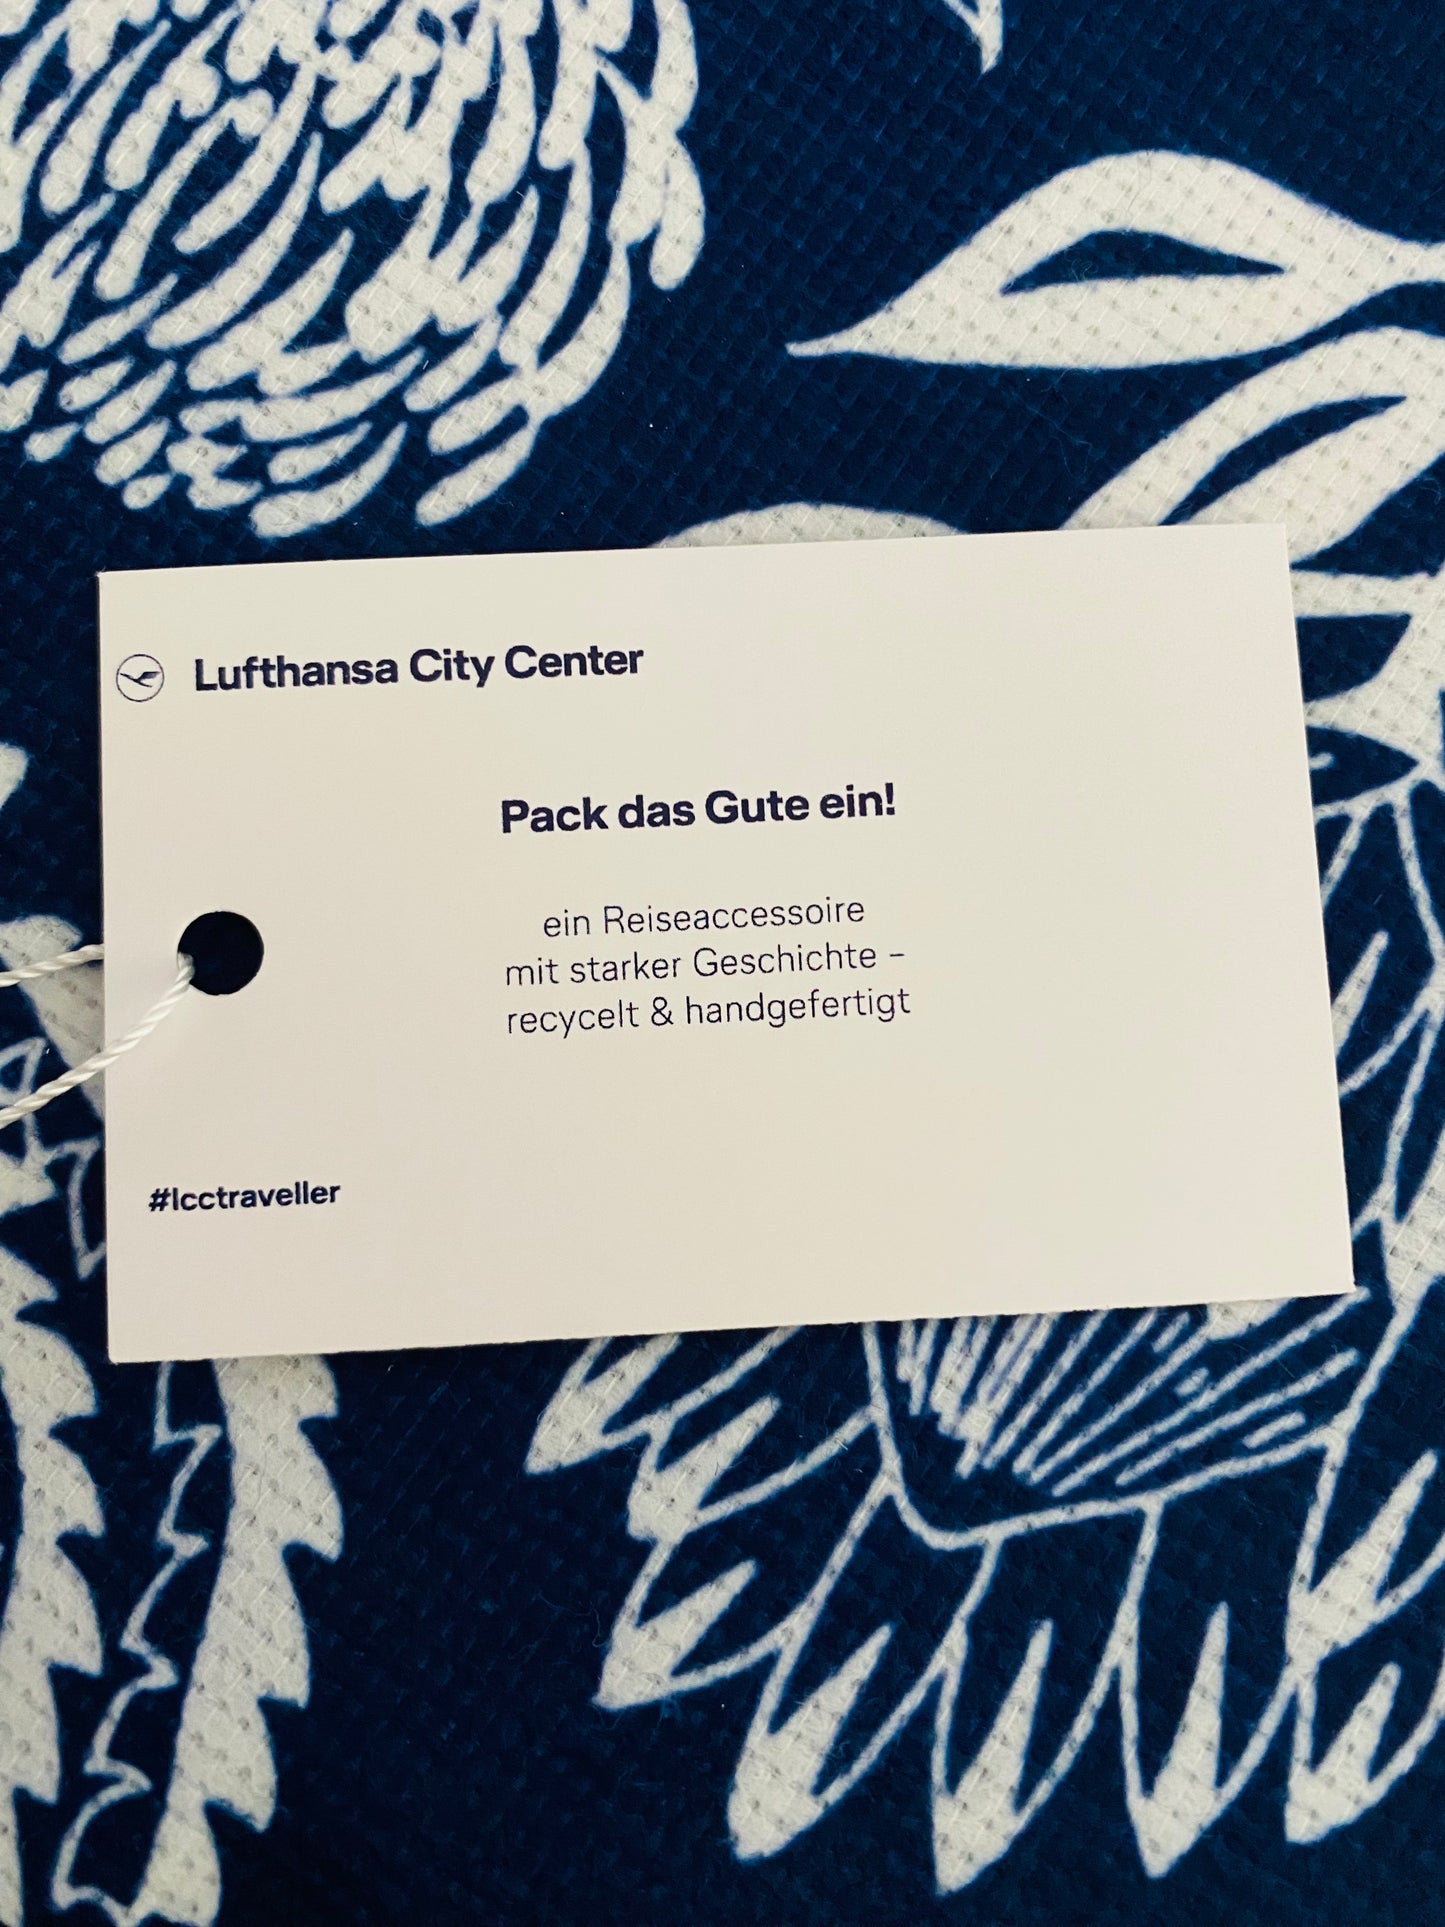 Lufthansa City Center
Pack das Gute ein!
ein Reiseaccessoire
mit starker Geschichte –
recycelt & handgefertigt
#lcctraveller